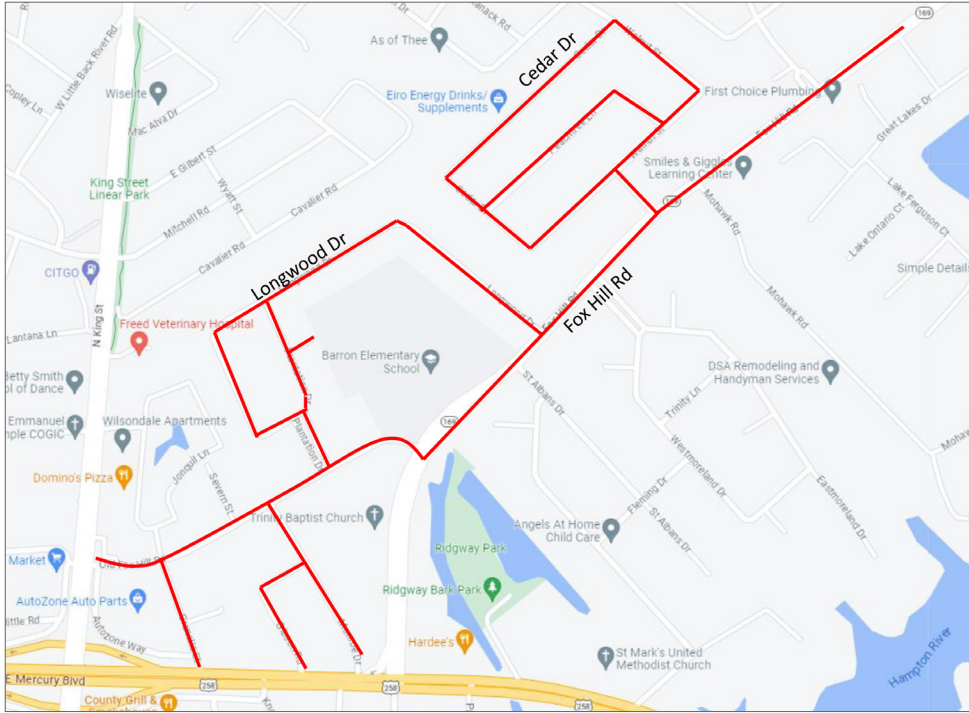 169
As of Thee
Cedar Dr
W Little Back River Rd
Copley Ln
Wiselite
Mac Alva Dr
Eiro Energy Drinks/
Supplements
First Choice Plumbing
Great Lakes Dr
E Gilbert St
King Street
Linear Park
Wyatt St
Mitchell Rd
Cavalier Rd
Smiles & Giggles
Learning Center
169
Mohawk Rd
Lake Ferguson Ct
Lake Ontario Ct
Cavalier Rd
Longwood Dr
CITGO
Simple Details
N King St
Fox Hill Rd
Mohawk Rd
Lantana Ln
Freed Veterinary Hospital
Barron Elementary
School
Betty Smith
ol of Dance
DSA Remodeling and
Handyman Services
St Albans Dr
Trinity Ln
Emmanuel
mple COGIC
Wilsondale Apartments
169
Plantation Dr
Jonquil Ln
Domino's Pizza
Severn St
Westmoreland Dr
Eastmoreland Dr
Fleming Dr
St Albans Dr
Trinity Baptist Church
Angels At Home
Child Care
Ridgway Park
Market
Ridgway Bark Park
AutoZone Auto Parts
Autozone Way
Hardee's
St Mark's United
Methodist Church
Hampton River
E Mercury Blvd
258
258
258
County Grill &